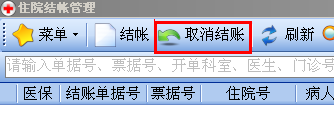 住院结帐管理
菜单 结帐 取消结账 刷新
请输入单据号、票据号、开单科室、医生、门诊号
医保 结账单据号 票据号 住院号 病人